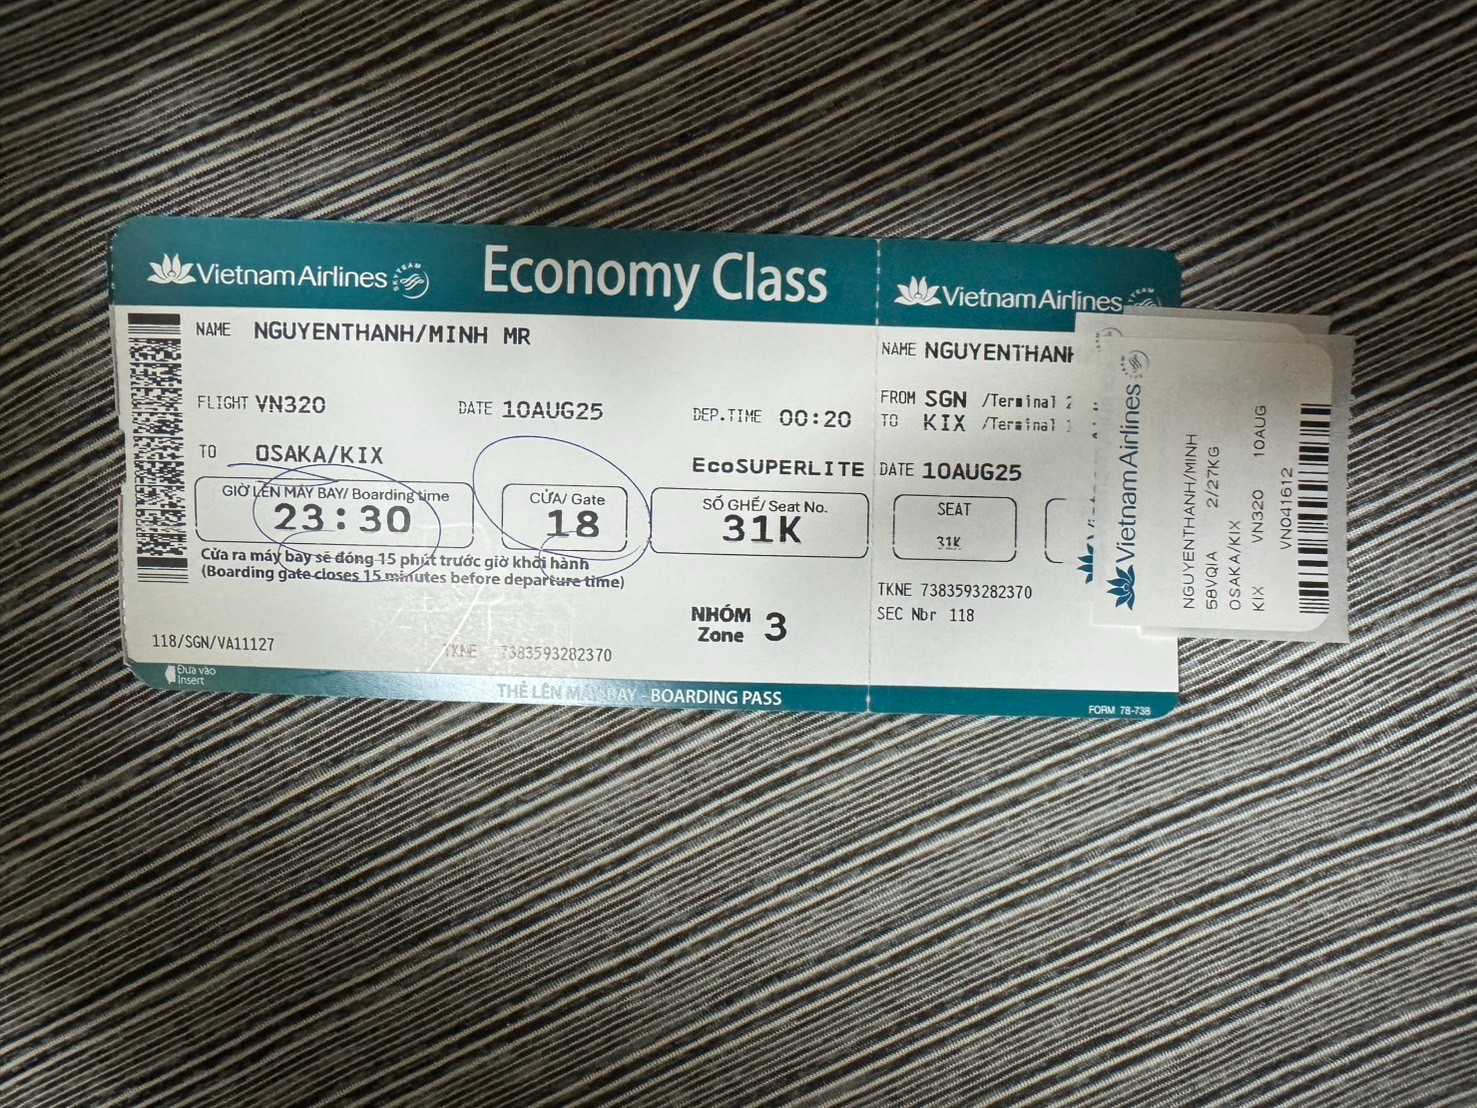 Vietnam Airlines SKYTEAM
Economy Class
NAME NGUYENTHANH/MINH MR
FLIGHT VN320 DATE 10AUG25 DEP.TIME 00:20
TO OSAKA/KIX
EcoSUPERLITE
GIỜ LÊN MÁY BAY/ Boarding time
23:30
CỬA/ Gate
18
SỐ GHẾ/ Seat No.
31K
Cửa ra máy bay sẽ đóng 15 phút trước giờ khởi hành
(Boarding gate closes 15 minutes before departure time)
NHÓM
Zone 3
118/SGN/VA11127
TKNE 7383593282370
Đưa vào
Insert
THẺ LÊN MÁY BAY - BOARDING PASS
Vietnam Airlines
NAME NGUYENTHANH
FROM SGN /Terminal 2
TO KIX /Terminal
DATE 10AUG25
SEAT
31K
TKNE 7383593282370
SEC Nbr 118
FORM 78-73B
Vietnam Airlines
NGUYENTHANH/MINH
58VQIA 2/27KG
OSAKA/KIX
KIX VN320 10AUG
VN041612